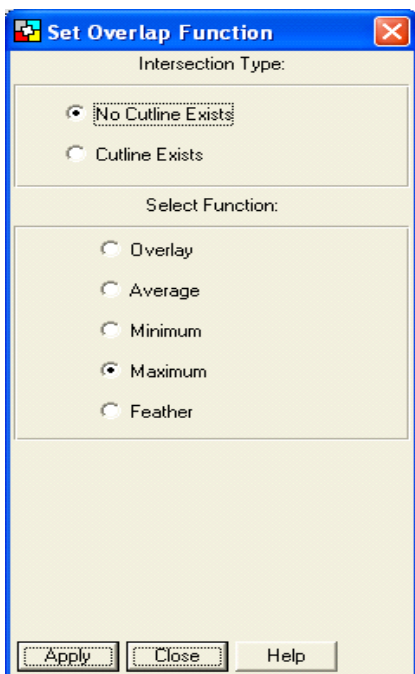 Set Overlap Function
Intersection Type:
No Cutline Exists
Cutline Exists
Select Function:
Overlay
Average
Minimum
Maximum
Feather
Apply Close Help